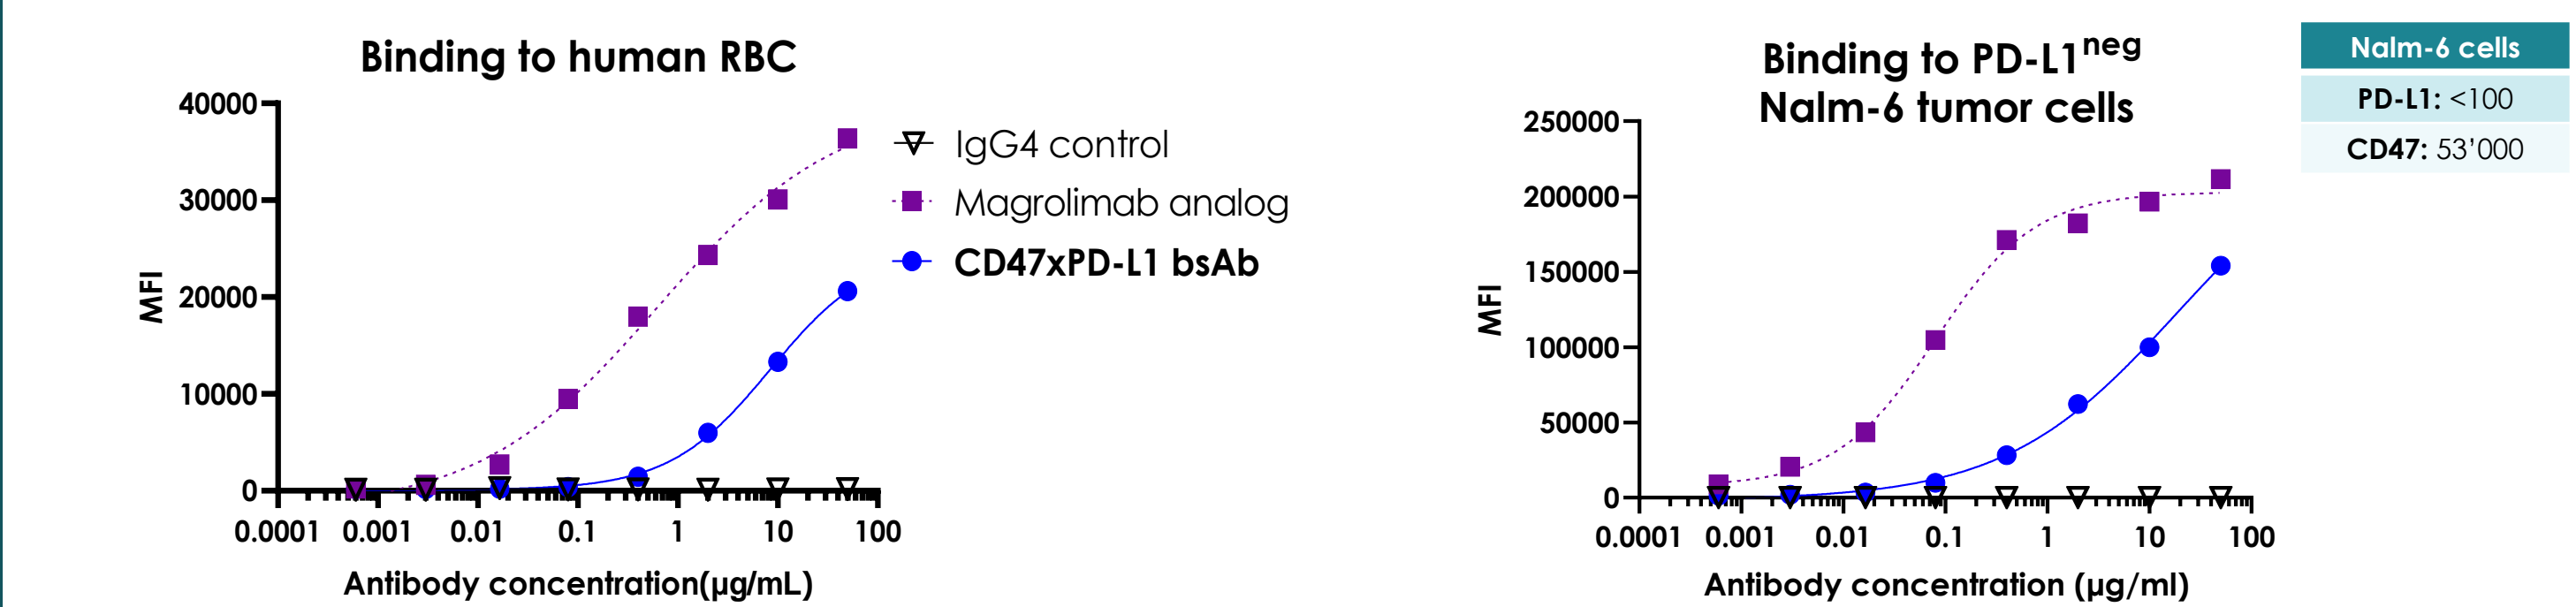 Binding to human RBC
40000
30000
20000
10000
0
MFI
0.0001 0.001 0.01 0.1 1 10 100
Antibody concentration(µg/mL)
IgG4 control
Magrolimab analog
CD47xPD-L1 bsAb
Binding to PD-L1neg
Nalm-6 tumor cells
250000
200000
150000
100000
50000
0
MFI
0.0001 0.001 0.01 0.1 1 10 100
Antibody concentration (µg/ml)
Nalm-6 cells
PD-L1: <100
CD47: 53’000